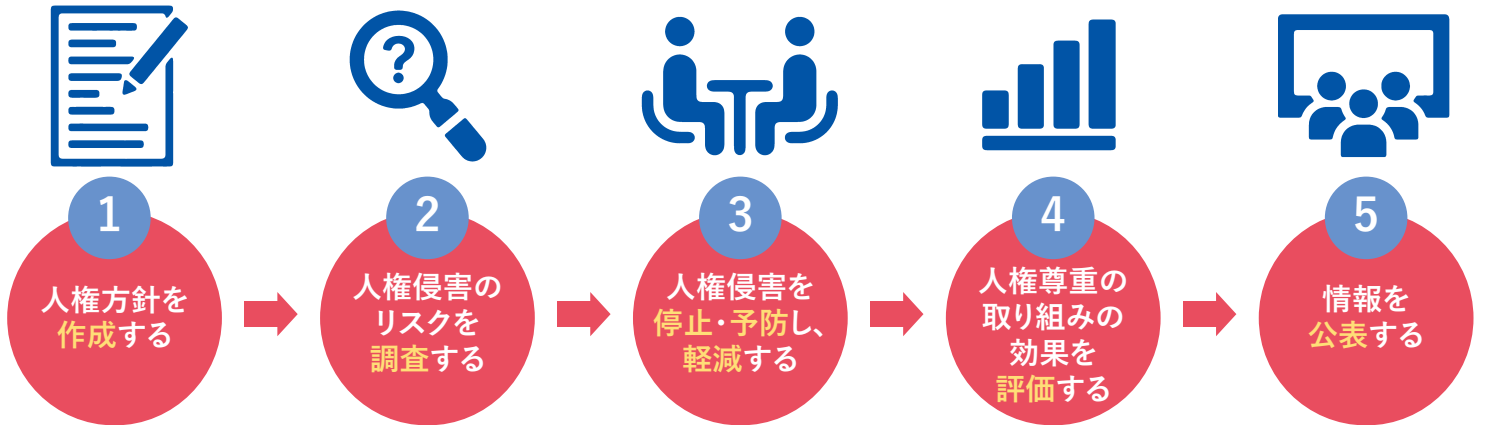 ?
1
人権方針を
作成する
2
人権侵害の
リスクを
調査する
3
人権侵害を
停止・予防し、
軽減する
4
人権尊重の
取り組みの
効果を
評価する
5
情報を
公表する